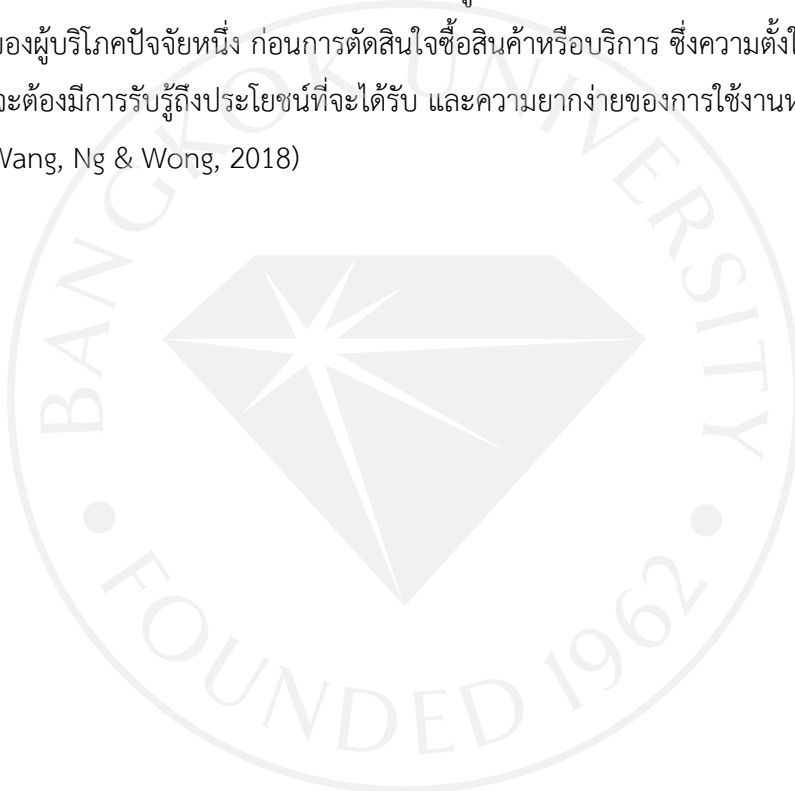 ของผู้บริโภคปัจจัยหนึ่ง ก่อนการตัดสินใจซื้อสินค้าหรือบริการ ซึ่งความตั้งใ
จะต้องมีการรับรู้ถึงประโยชน์ที่จะได้รับ และความยากง่ายของการใช้งานห
Wang, Ng & Wong, 2018)
BANGKOK UNIVERSITY
• FOUNDED 1962 •